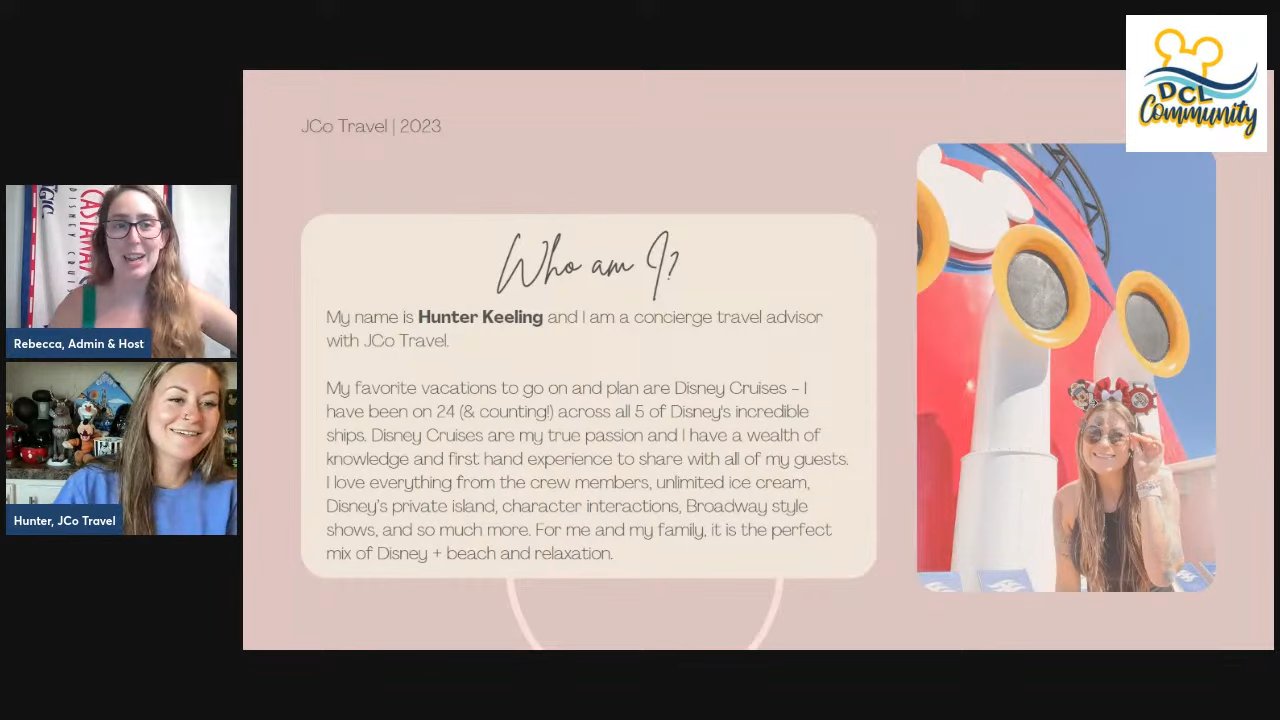 DCL
Community
JCo Travel | 2023
Who am I?
My name is Hunter Keeling and I am a concierge travel advisor
with JCo Travel.
My favorite vacations to go on and plan are Disney Cruises – I
have been on 24 (& counting!) across all 5 of Disney's incredible
ships. Disney Cruises are my true passion and I have a wealth of
knowledge and first hand experience to share with all of my guests.
I love everything from the crew members, unlimited ice cream,
Disney's private island, character interactions, Broadway style
shows, and so much more. For me and my family, it is the perfect
mix of Disney + beach and relaxation.
Rebecca, Admin & Host
Hunter, JCo Travel